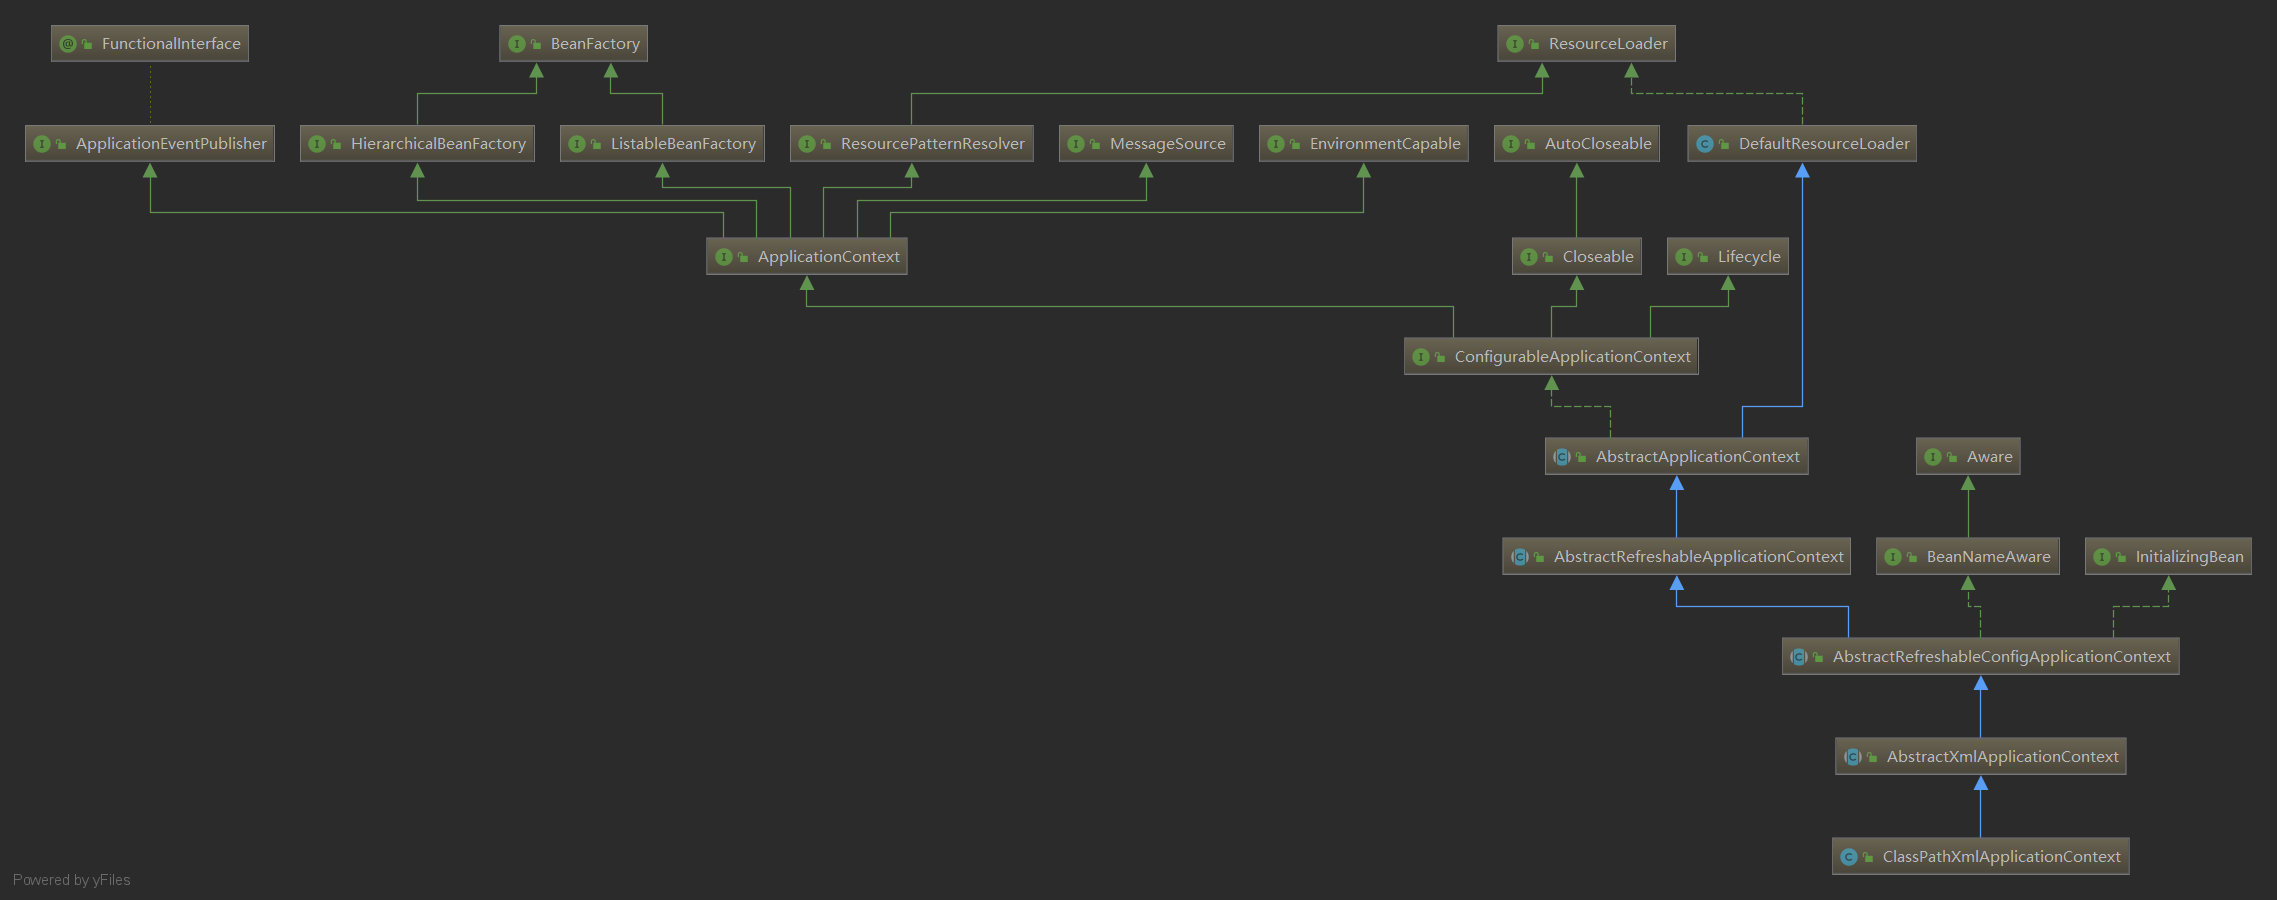 FunctionalInterface
BeanFactory
ResourceLoader
ApplicationEventPublisher
HierarchicalBeanFactory
ListableBeanFactory
ResourcePatternResolver
MessageSource
EnvironmentCapable
AutoCloseable
DefaultResourceLoader
ApplicationContext
Closeable
Lifecycle
ConfigurableApplicationContext
AbstractApplicationContext
Aware
AbstractRefreshableApplicationContext
BeanNameAware
InitializingBean
AbstractRefreshableConfigApplicationContext
AbstractXmlApplicationContext
ClassPathXmlApplicationContext
Powered by yFiles